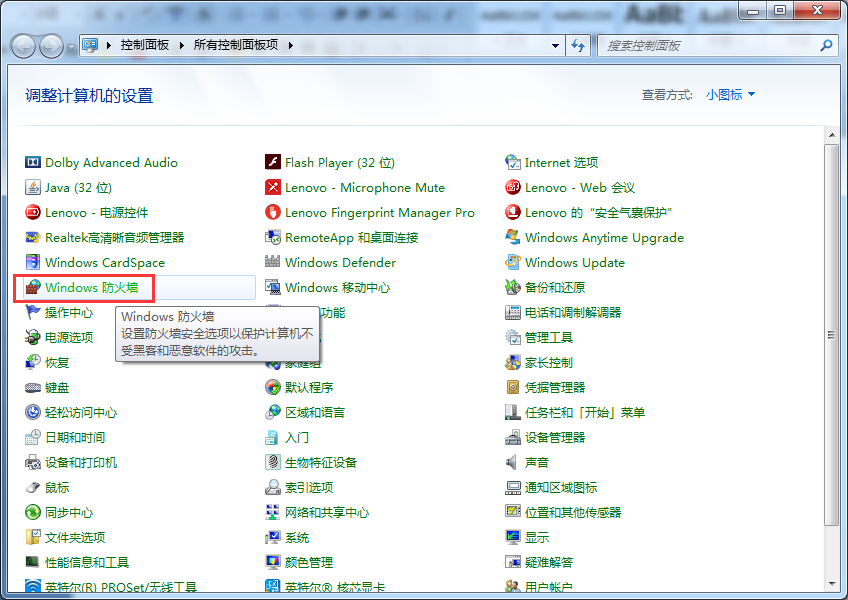 控制面板 ▸ 所有控制面板项 ▸
搜索控制面板
调整计算机的设置
查看方式: 小图标
Dolby Advanced Audio
Flash Player (32 位)
Internet 选项
Java (32 位)
Lenovo - Microphone Mute
Lenovo - Web 会议
Lenovo - 电源控件
Lenovo Fingerprint Manager Pro
Lenovo 的“安全气囊保护”
Realtek高清晰音频管理器
RemoteApp 和桌面连接
Windows Anytime Upgrade
Windows CardSpace
Windows Defender
Windows Update
Windows 防火墙
Windows 移动中心
备份和还原
操作中心
功能
电话和调制解调器
Windows 防火墙
设置防火墙安全选项以保护计算机不
受黑客和恶意软件的攻击。
电源选项
管理工具
恢复
家庭组
家长控制
键盘
默认程序
凭据管理器
轻松访问中心
区域和语言
任务栏和「开始」菜单
日期和时间
入门
设备管理器
设备和打印机
生物特征设备
声音
鼠标
索引选项
通知区域图标
同步中心
网络和共享中心
位置和其他传感器
文件夹选项
系统
显示
性能信息和工具
颜色管理
疑难解答
英特尔(R) PROSet/无线工具
英特尔® 核芯显卡
用户帐户